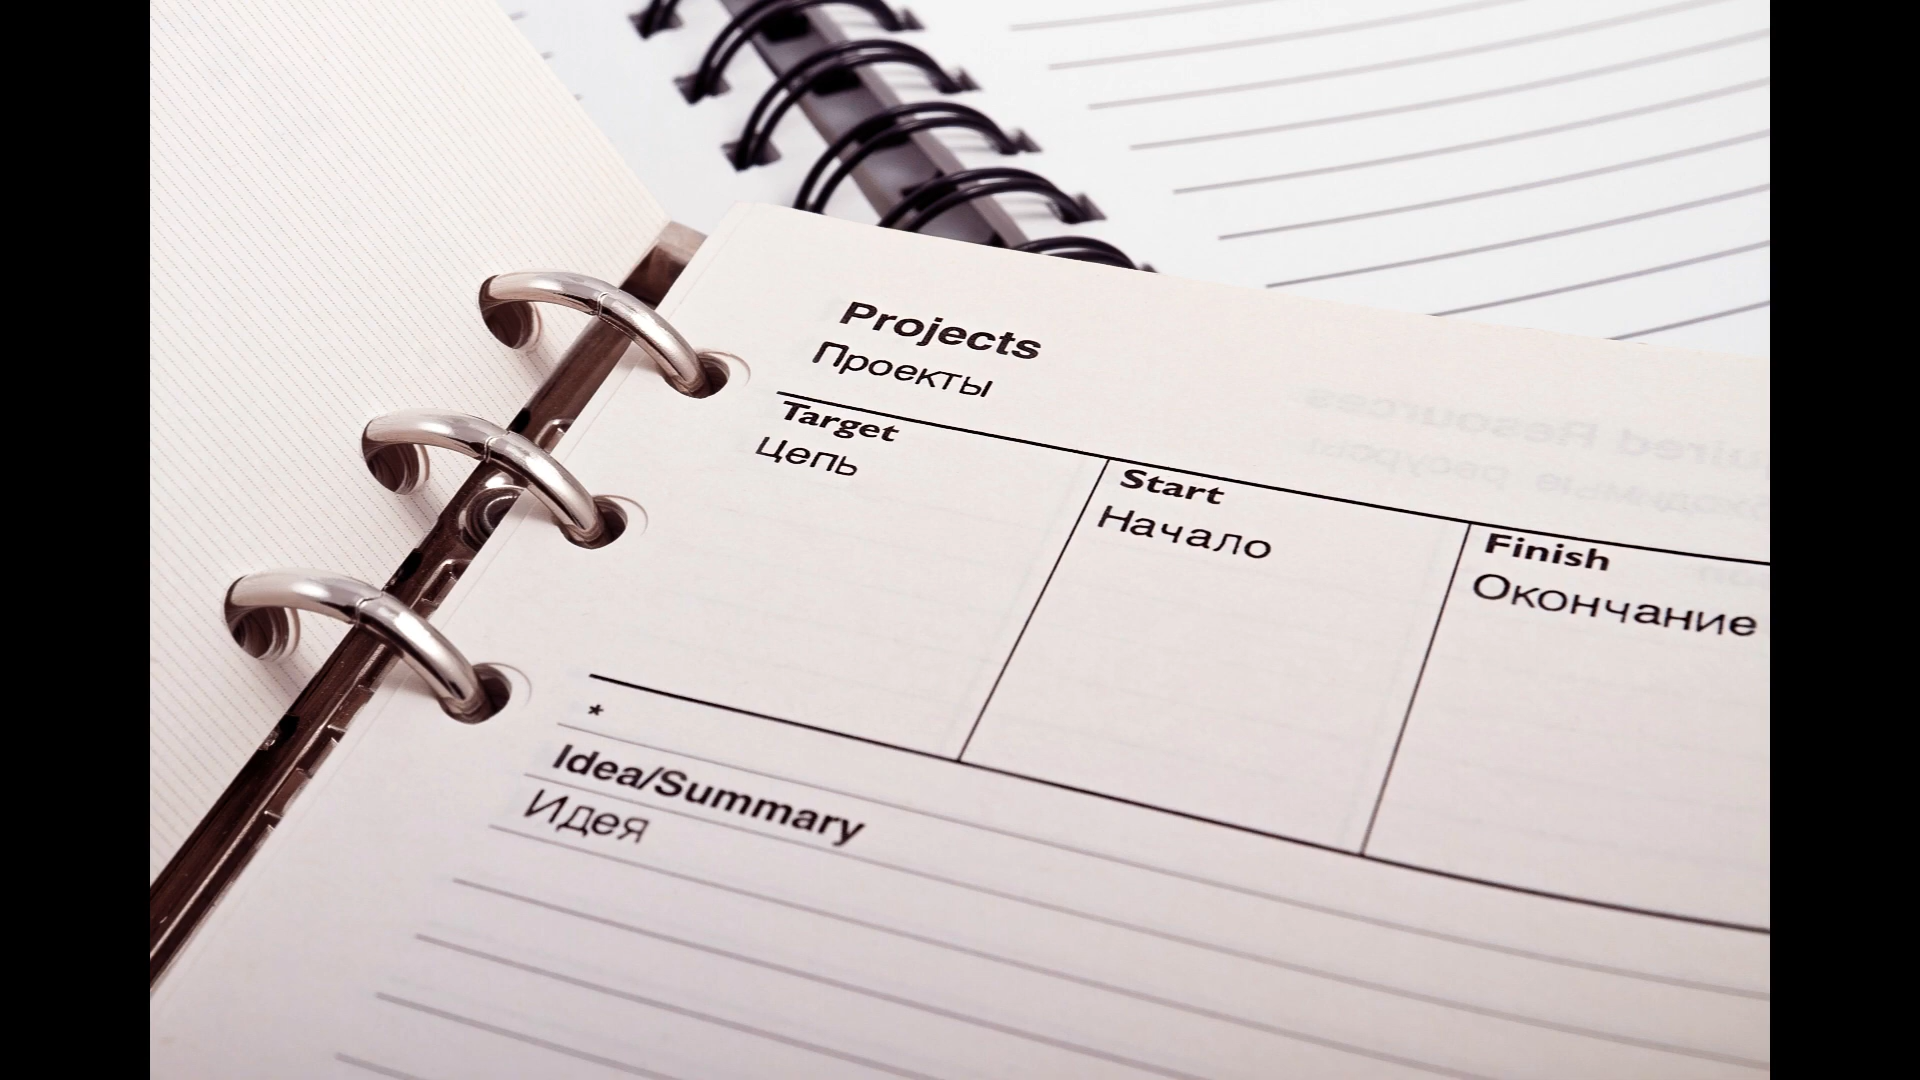 Projects
Проекты
Target
Цель
Start
Начало
Finish
Окончание
*
Idea/Summary
Идея